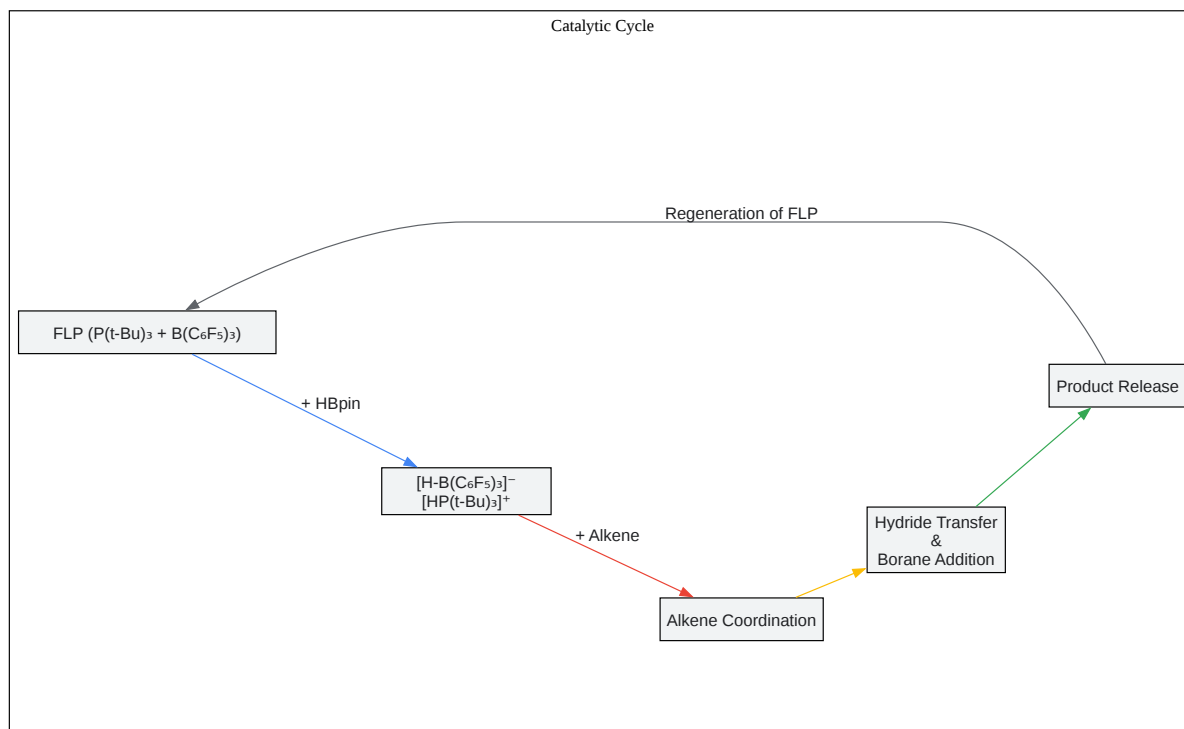 Catalytic Cycle
Regeneration of FLP
FLP (P(t-Bu)₃ + B(C₆F₅)₃)
+ HBpin
[H-B(C₆F₅)₃]⁻
[HP(t-Bu)₃]⁺
+ Alkene
Alkene Coordination
Hydride Transfer
&
Borane Addition
Product Release